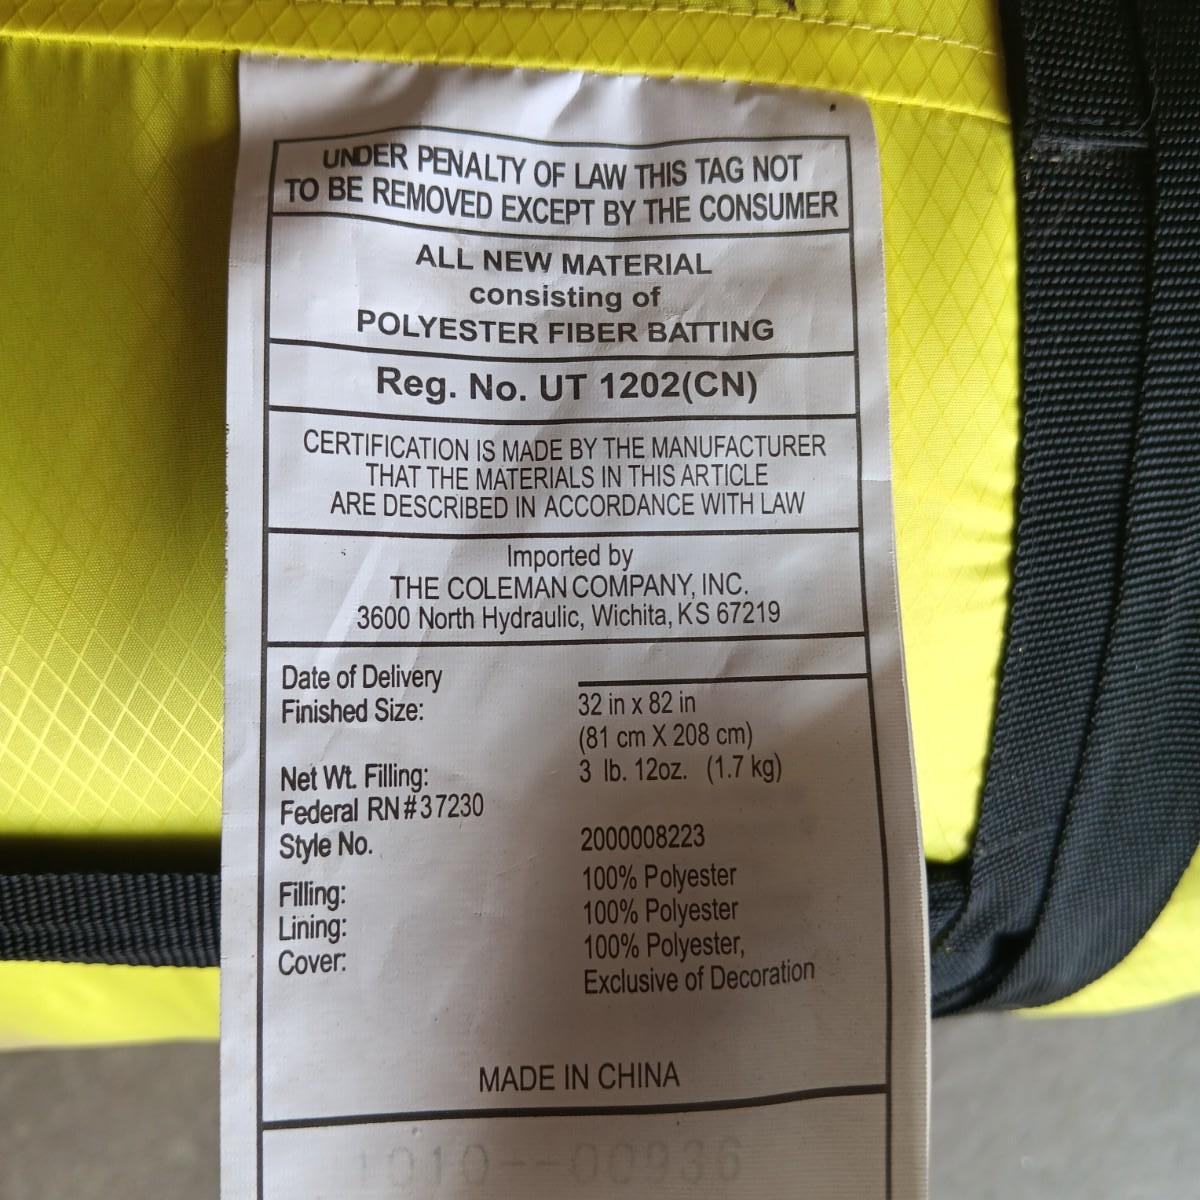 UNDER PENALTY OF LAW THIS TAG NOT
TO BE REMOVED EXCEPT BY THE CONSUMER
ALL NEW MATERIAL
consisting of
POLYESTER FIBER BATTING
Reg. No. UT 1202(CN)
CERTIFICATION IS MADE BY THE MANUFACTURER
THAT THE MATERIALS IN THIS ARTICLE
ARE DESCRIBED IN ACCORDANCE WITH LAW
Imported by
THE COLEMAN COMPANY, INC.
3600 North Hydraulic, Wichita, KS 67219
Date of Delivery
Finished Size: 32 in x 82 in
(81 cm X 208 cm)
Net Wt. Filling: 3 lb. 12oz. (1.7 kg)
Federal RN#37230
Style No. 2000008223
Filling: 100% Polyester
Lining: 100% Polyester
Cover: 100% Polyester,
Exclusive of Decoration
MADE IN CHINA
1010--00936